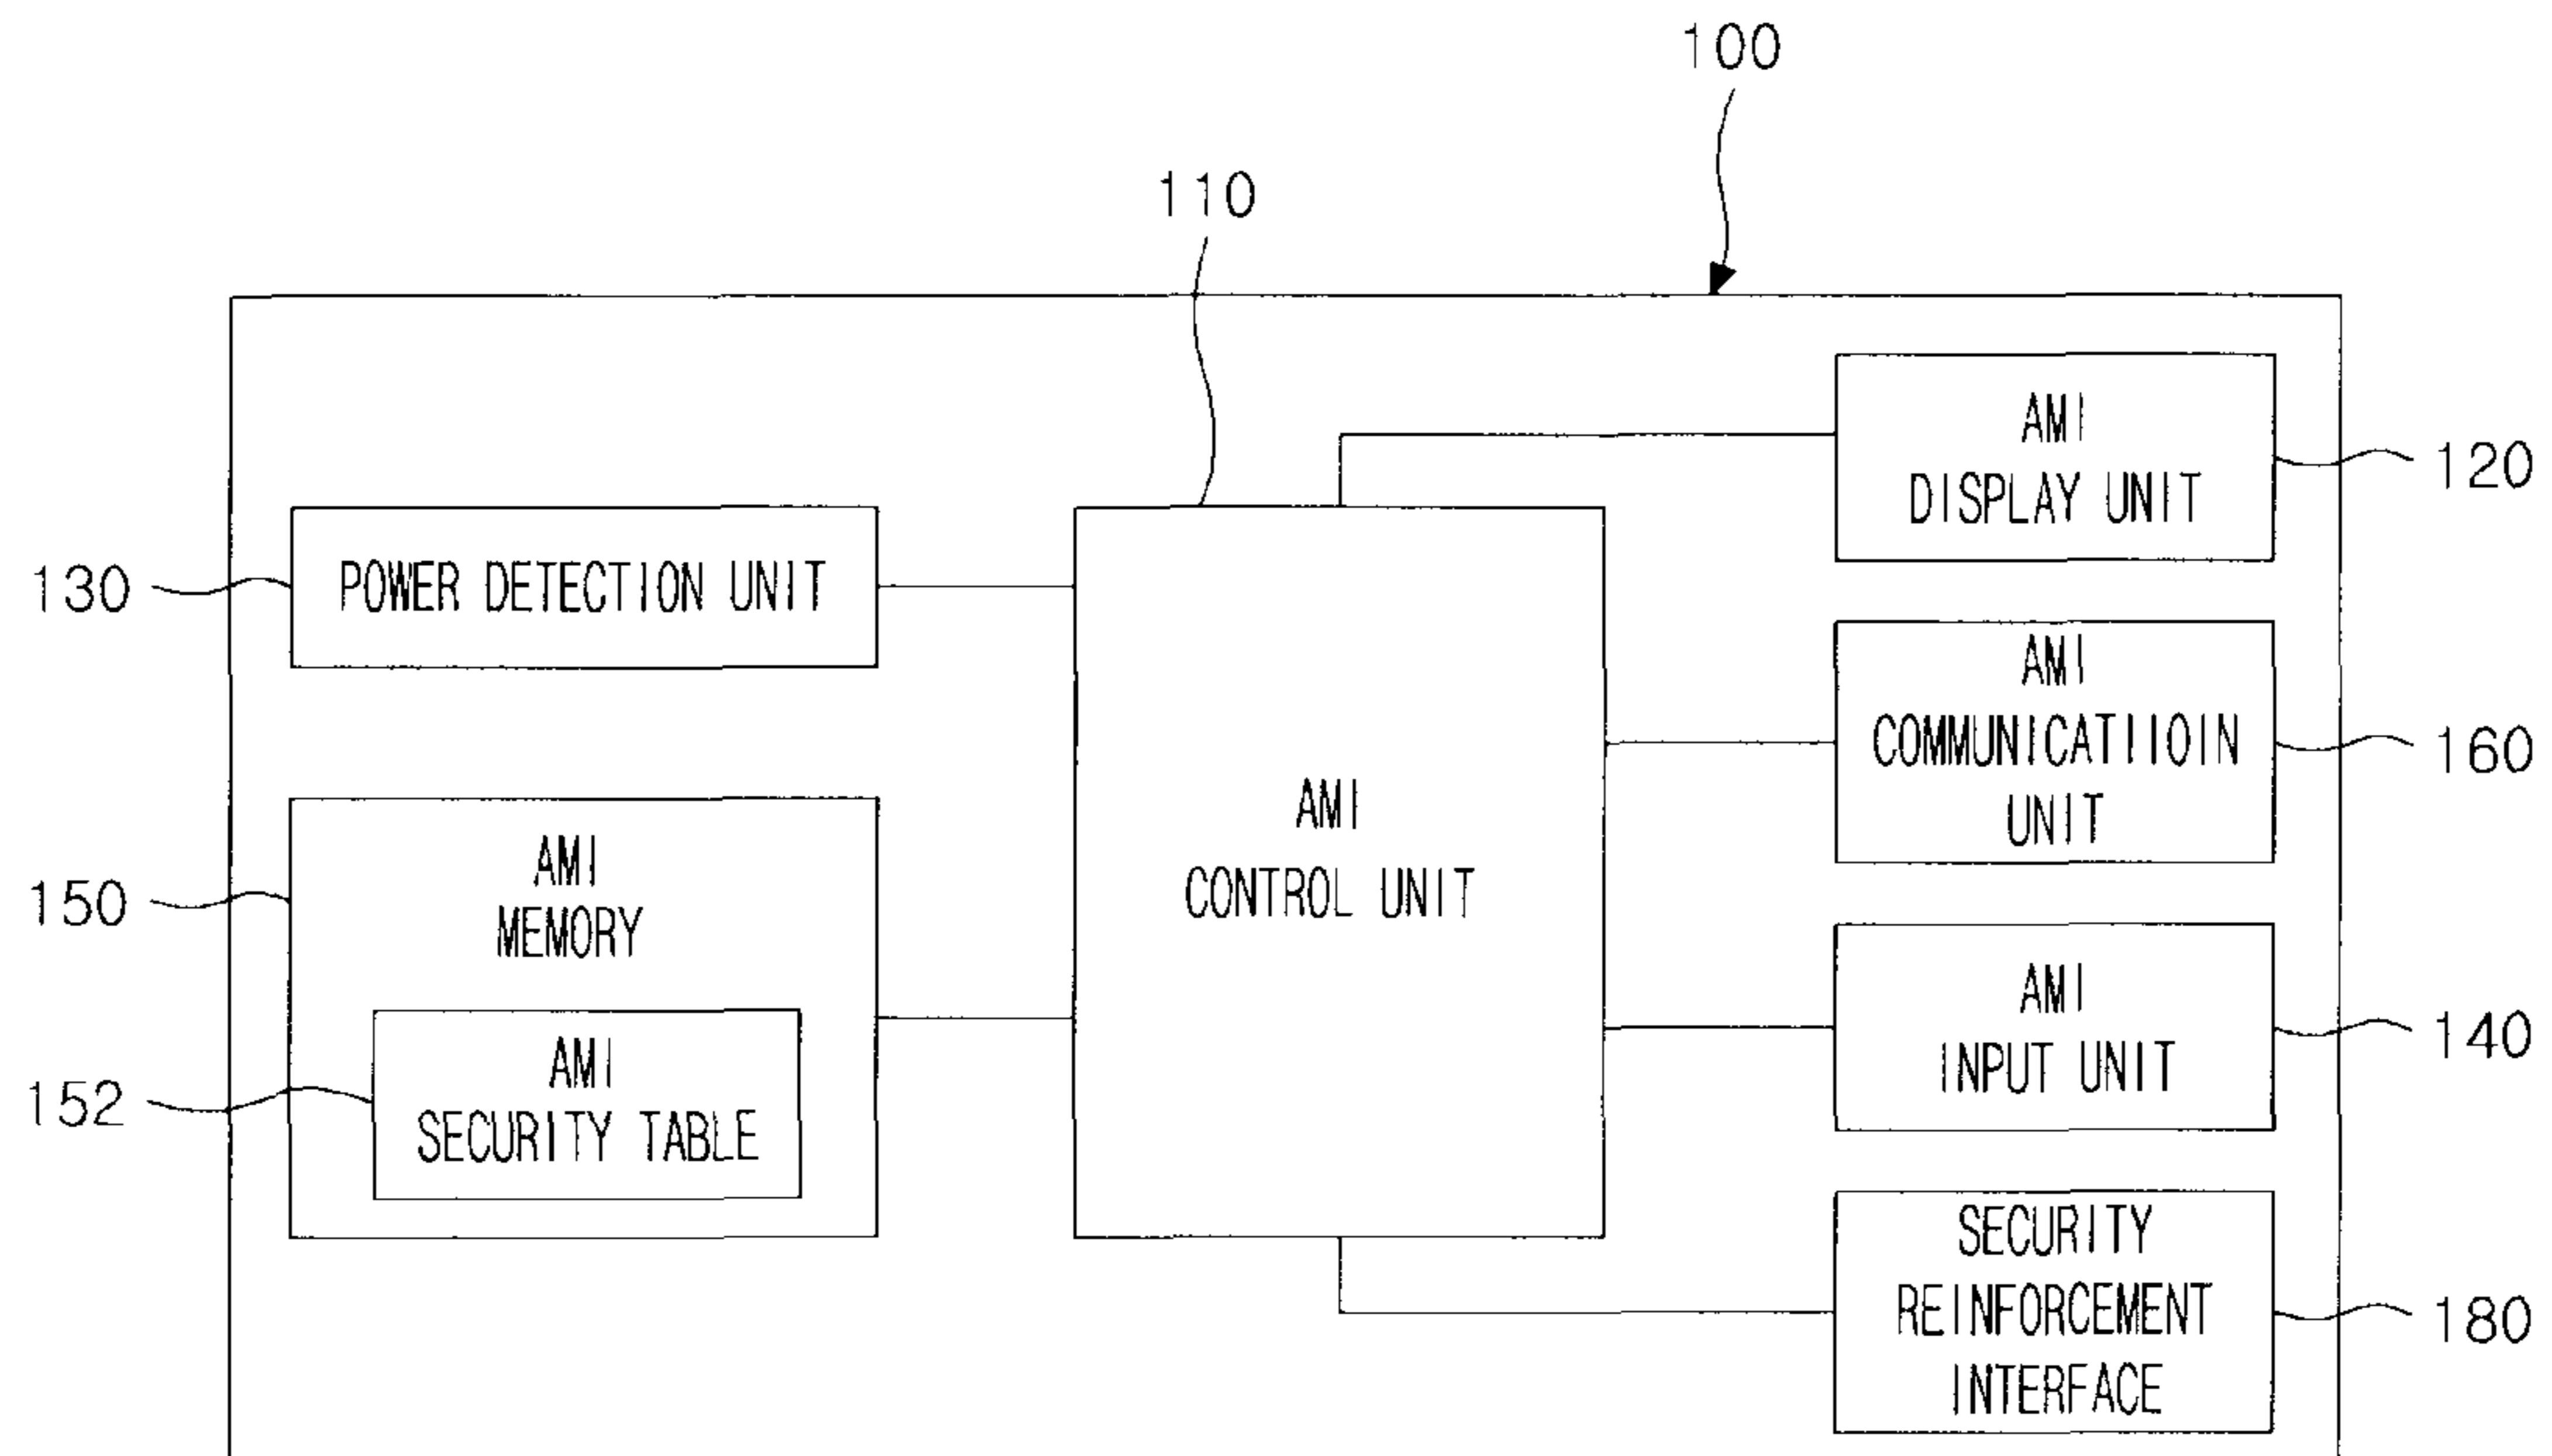 100
110
AMI
DISPLAY UNIT
120
130
POWER DETECTION UNIT
AMI
COMMUNICATIIOIN
UNIT
160
150
AMI
MEMORY
AMI
CONTROL UNIT
AMI
INPUT UNIT
140
152
AMI
SECURITY TABLE
SECURITY
REINFORCEMENT
INTERFACE
180